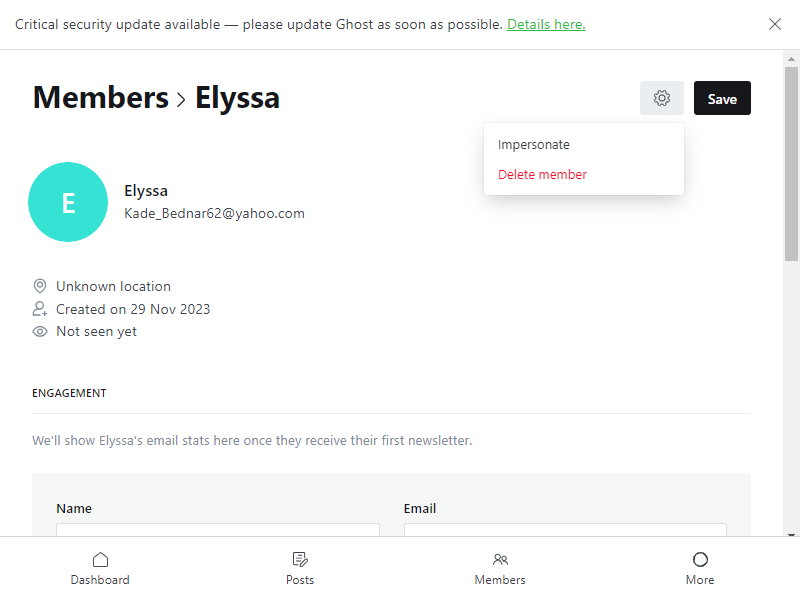 Critical security update available — please update Ghost as soon as possible. Details here.
Members > Elyssa
Save
Impersonate
Delete member
E
Elyssa
Kade_Bednar62@yahoo.com
Unknown location
Created on 29 Nov 2023
Not seen yet
ENGAGEMENT
We'll show Elyssa's email stats here once they receive their first newsletter.
Name
Email
Dashboard
Posts
Members
More